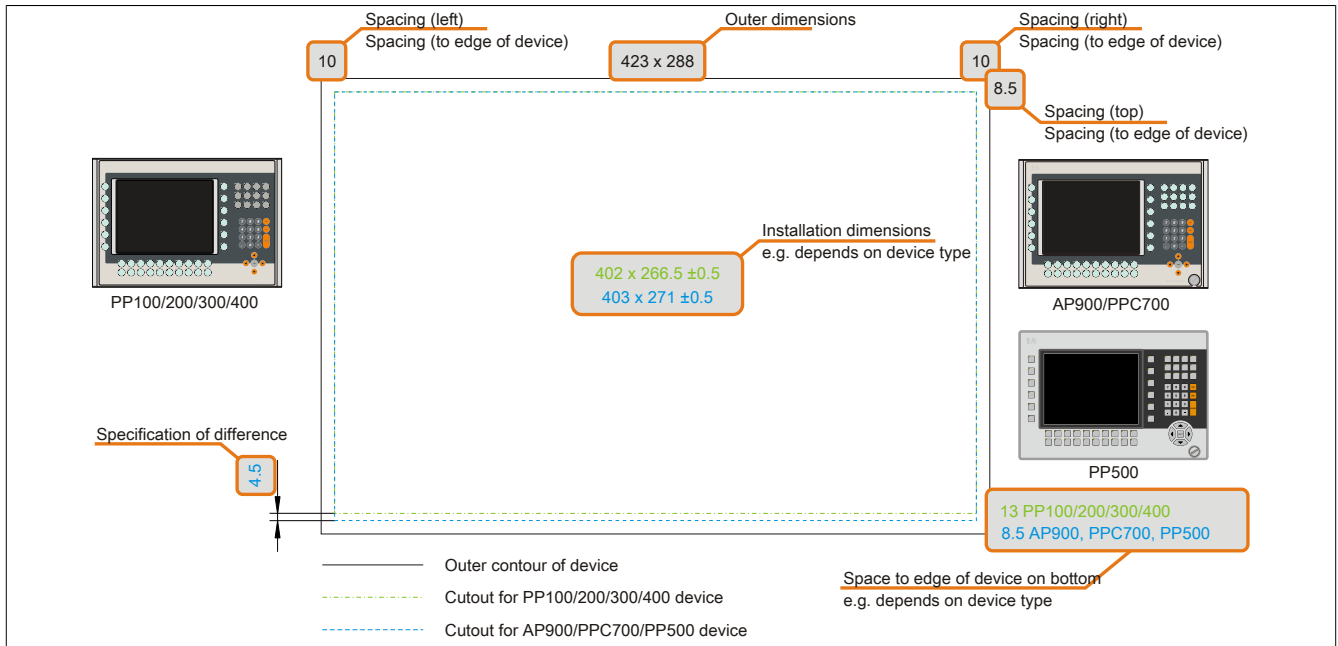 Spacing (left)
Spacing (to edge of device)
Outer dimensions
Spacing (right)
Spacing (to edge of device)
10
423 x 288
10
8.5
Spacing (top)
Spacing (to edge of device)
Installation dimensions
e.g. depends on device type
402 x 266.5 ±0.5
403 x 271 ±0.5
PP100/200/300/400
AP900/PPC700
Specification of difference
4.5
PP500
13 PP100/200/300/400
8.5 AP900, PPC700, PP500
Space to edge of device on bottom
e.g. depends on device type
Outer contour of device
Cutout for PP100/200/300/400 device
Cutout for AP900/PPC700/PP500 device